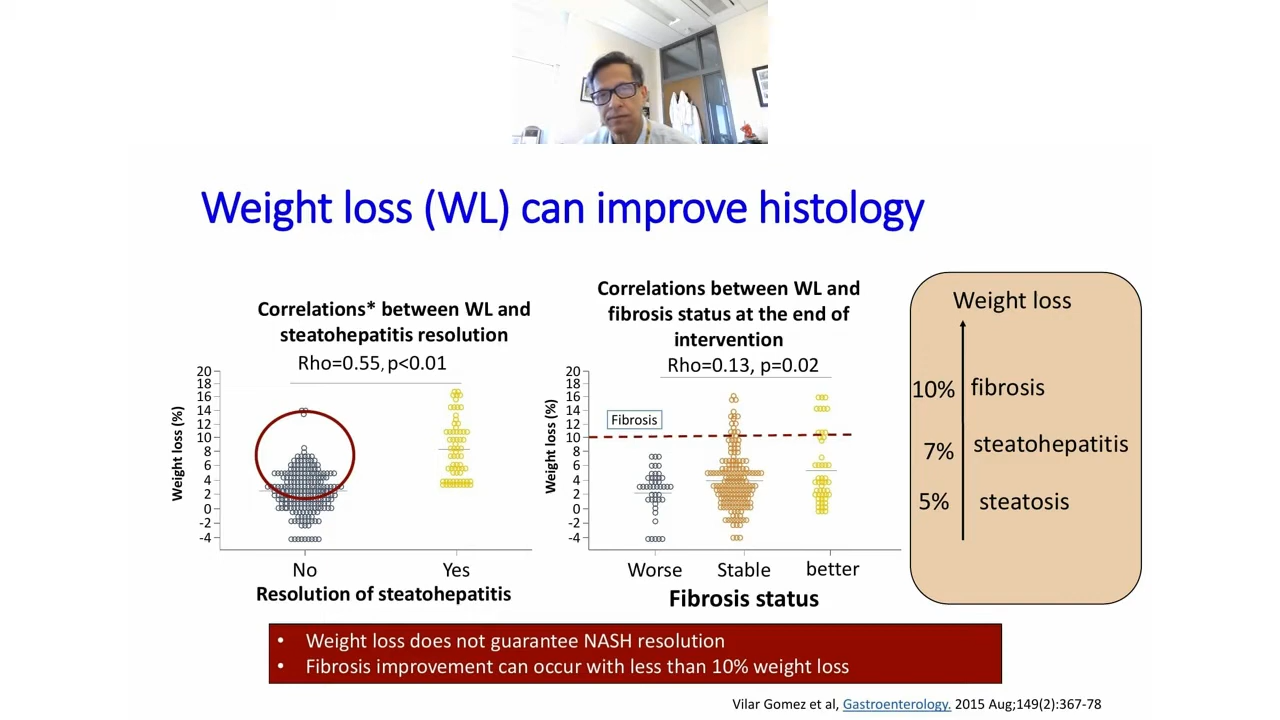 Weight loss (WL) can improve histology
Correlations* between WL and
steatohepatitis resolution
Rho=0.55, p<0.01
Weight loss (%)
20
18
16
14
12
10
8
6
4
2
0
-2
-4
No
Yes
Resolution of steatohepatitis
Correlations between WL and
fibrosis status at the end of
intervention
Rho=0.13, p=0.02
Weight loss (%)
20
18
16
14
12
10
8
6
4
2
0
-2
-4
Fibrosis
Worse
Stable
better
Fibrosis status
Weight loss
10% fibrosis
7% steatohepatitis
5% steatosis
• Weight loss does not guarantee NASH resolution
• Fibrosis improvement can occur with less than 10% weight loss
Vilar Gomez et al, Gastroenterology. 2015 Aug;149(2):367-78